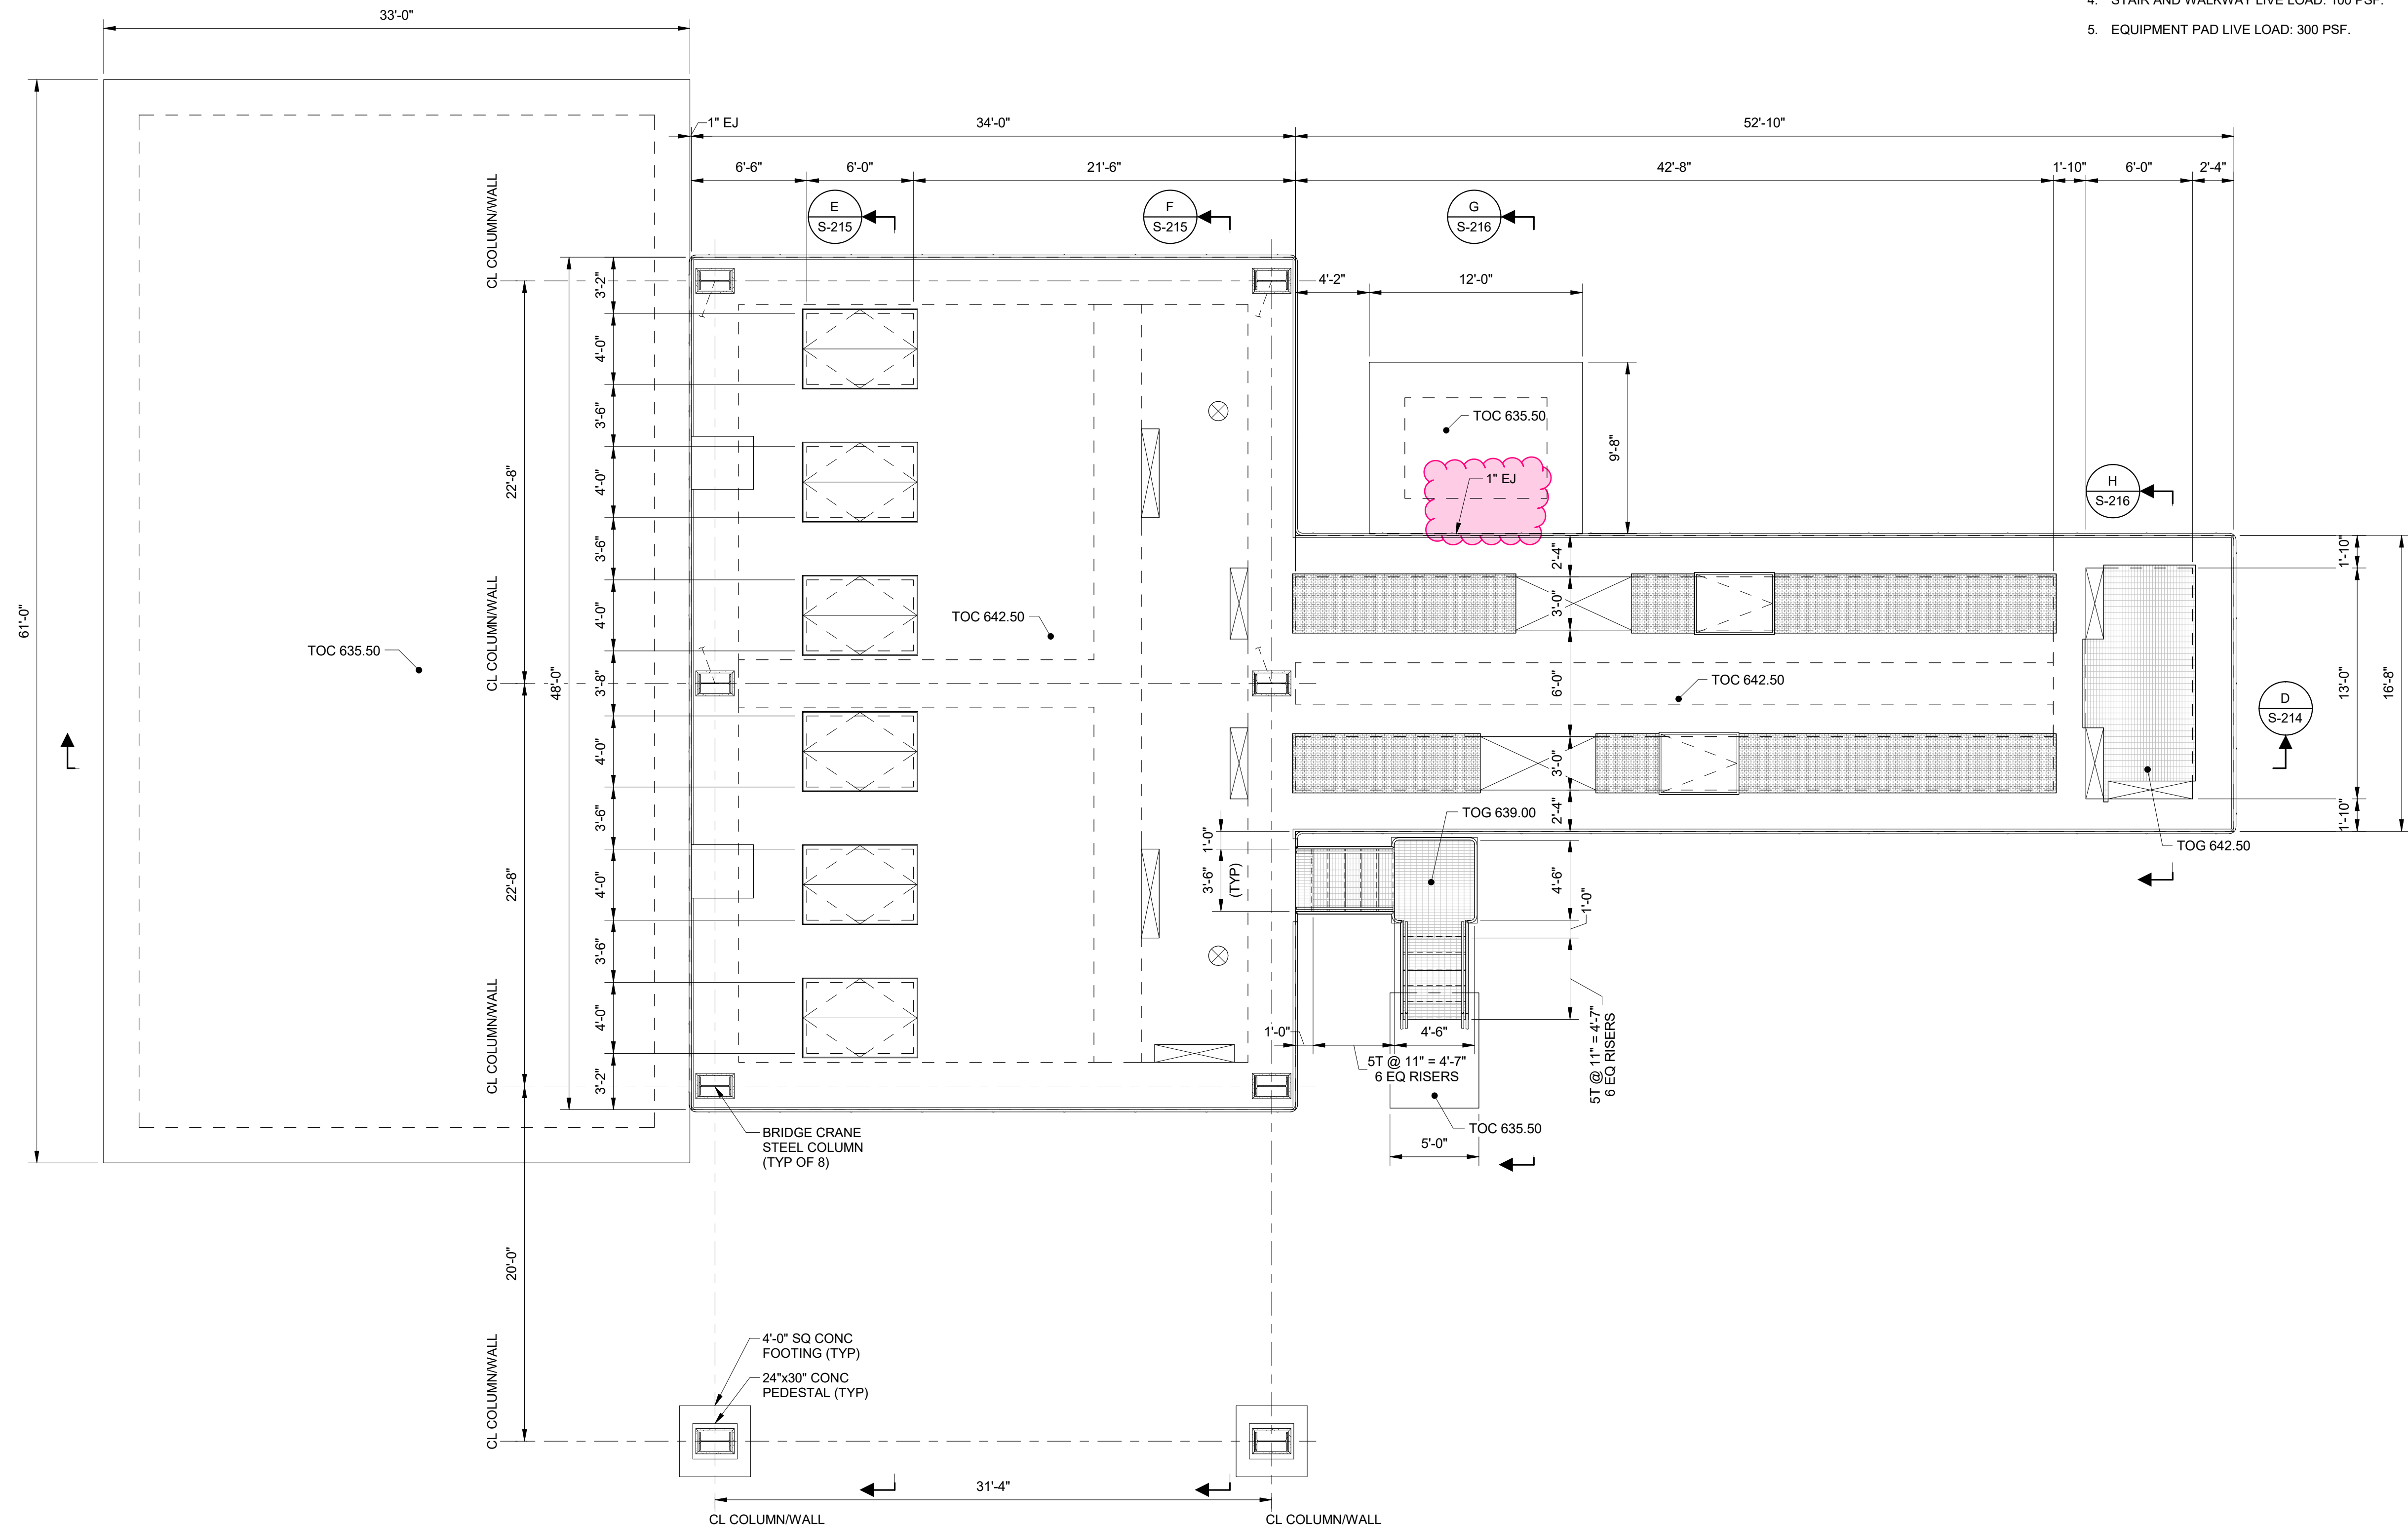 4. STAIR AND WALKWAY LIVE LOAD: 100 PSF.
5. EQUIPMENT PAD LIVE LOAD: 300 PSF.
33'-0"
1" EJ
34'-0"
52'-10"
6'-6"
6'-0"
21'-6"
42'-8"
1'-10"
6'-0"
2'-4"
E
S-215
F
S-215
G
S-216
CL COLUMN/WALL
3'-2"
4'-2"
12'-0"
4'-0"
3'-6"
TOC 635.50
9'-8"
22'-8"
4'-0"
1" EJ
H
S-216
3'-6"
2'-4"
1'-10"
61'-0"
CL COLUMN/WALL
4'-0"
3'-0"
TOC 642.50
TOC 635.50
48'-0"
3'-8"
6'-0"
TOC 642.50
13'-0"
16'-8"
D
S-214
4'-0"
3'-0"
3'-6"
2'-4"
TOG 639.00
1'-10"
1'-0"
TOG 642.50
22'-8"
4'-0"
3'-6"
(TYP)
4'-6"
1'-0"
3'-6"
CL COLUMN/WALL
4'-0"
1'-0"
4'-6"
5T @ 11" = 4'-7"
6 EQ RISERS
5T @ 11" = 4'-7"
6 EQ RISERS
3'-2"
BRIDGE CRANE
STEEL COLUMN
(TYP OF 8)
TOC 635.50
5'-0"
20'-0"
CL COLUMN/WALL
4'-0" SQ CONC
FOOTING (TYP)
24"x30" CONC
PEDESTAL (TYP)
31'-4"
CL COLUMN/WALL
CL COLUMN/WALL